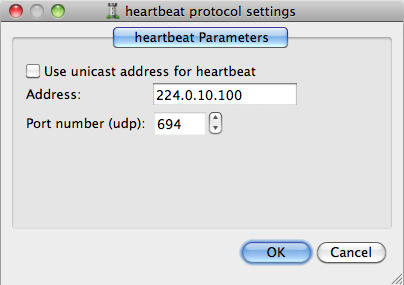 heartbeat protocol settings
heartbeat Parameters
Use unicast address for heartbeat
Address: 224.0.10.100
Port number (udp): 694
OK Cancel